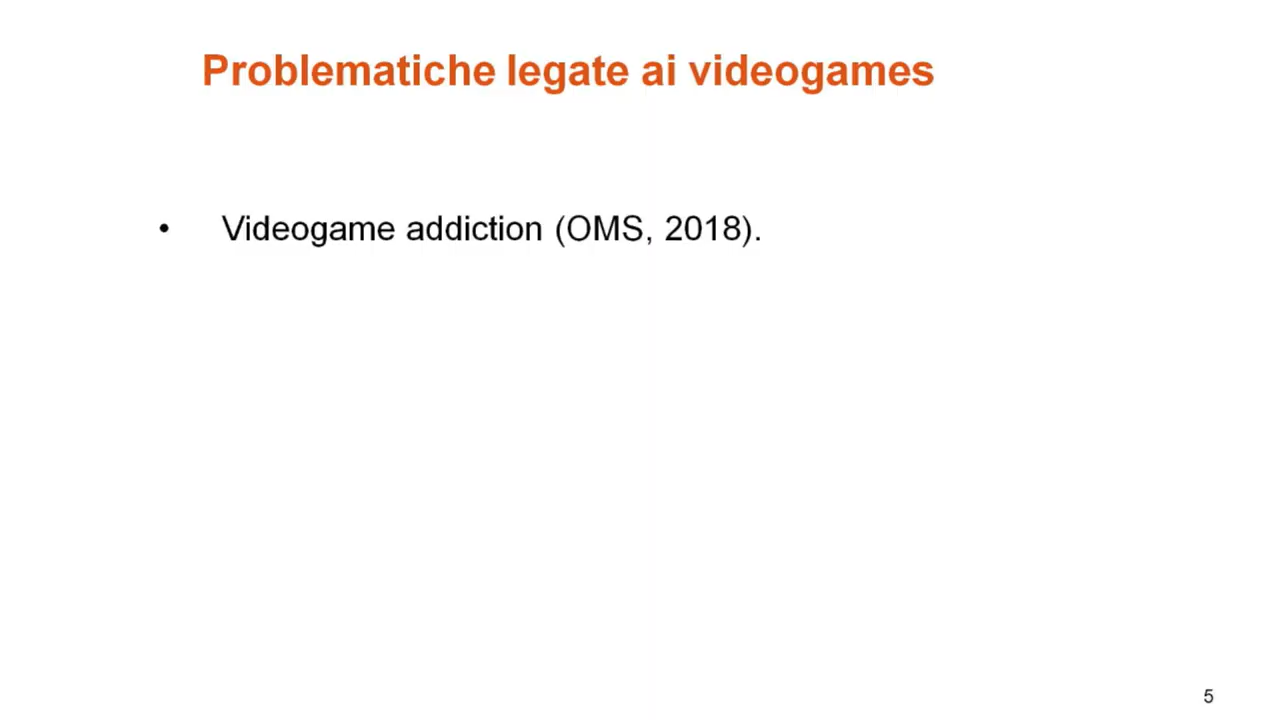 Problematiche legate ai videogames
• Videogame addiction (OMS, 2018).
5